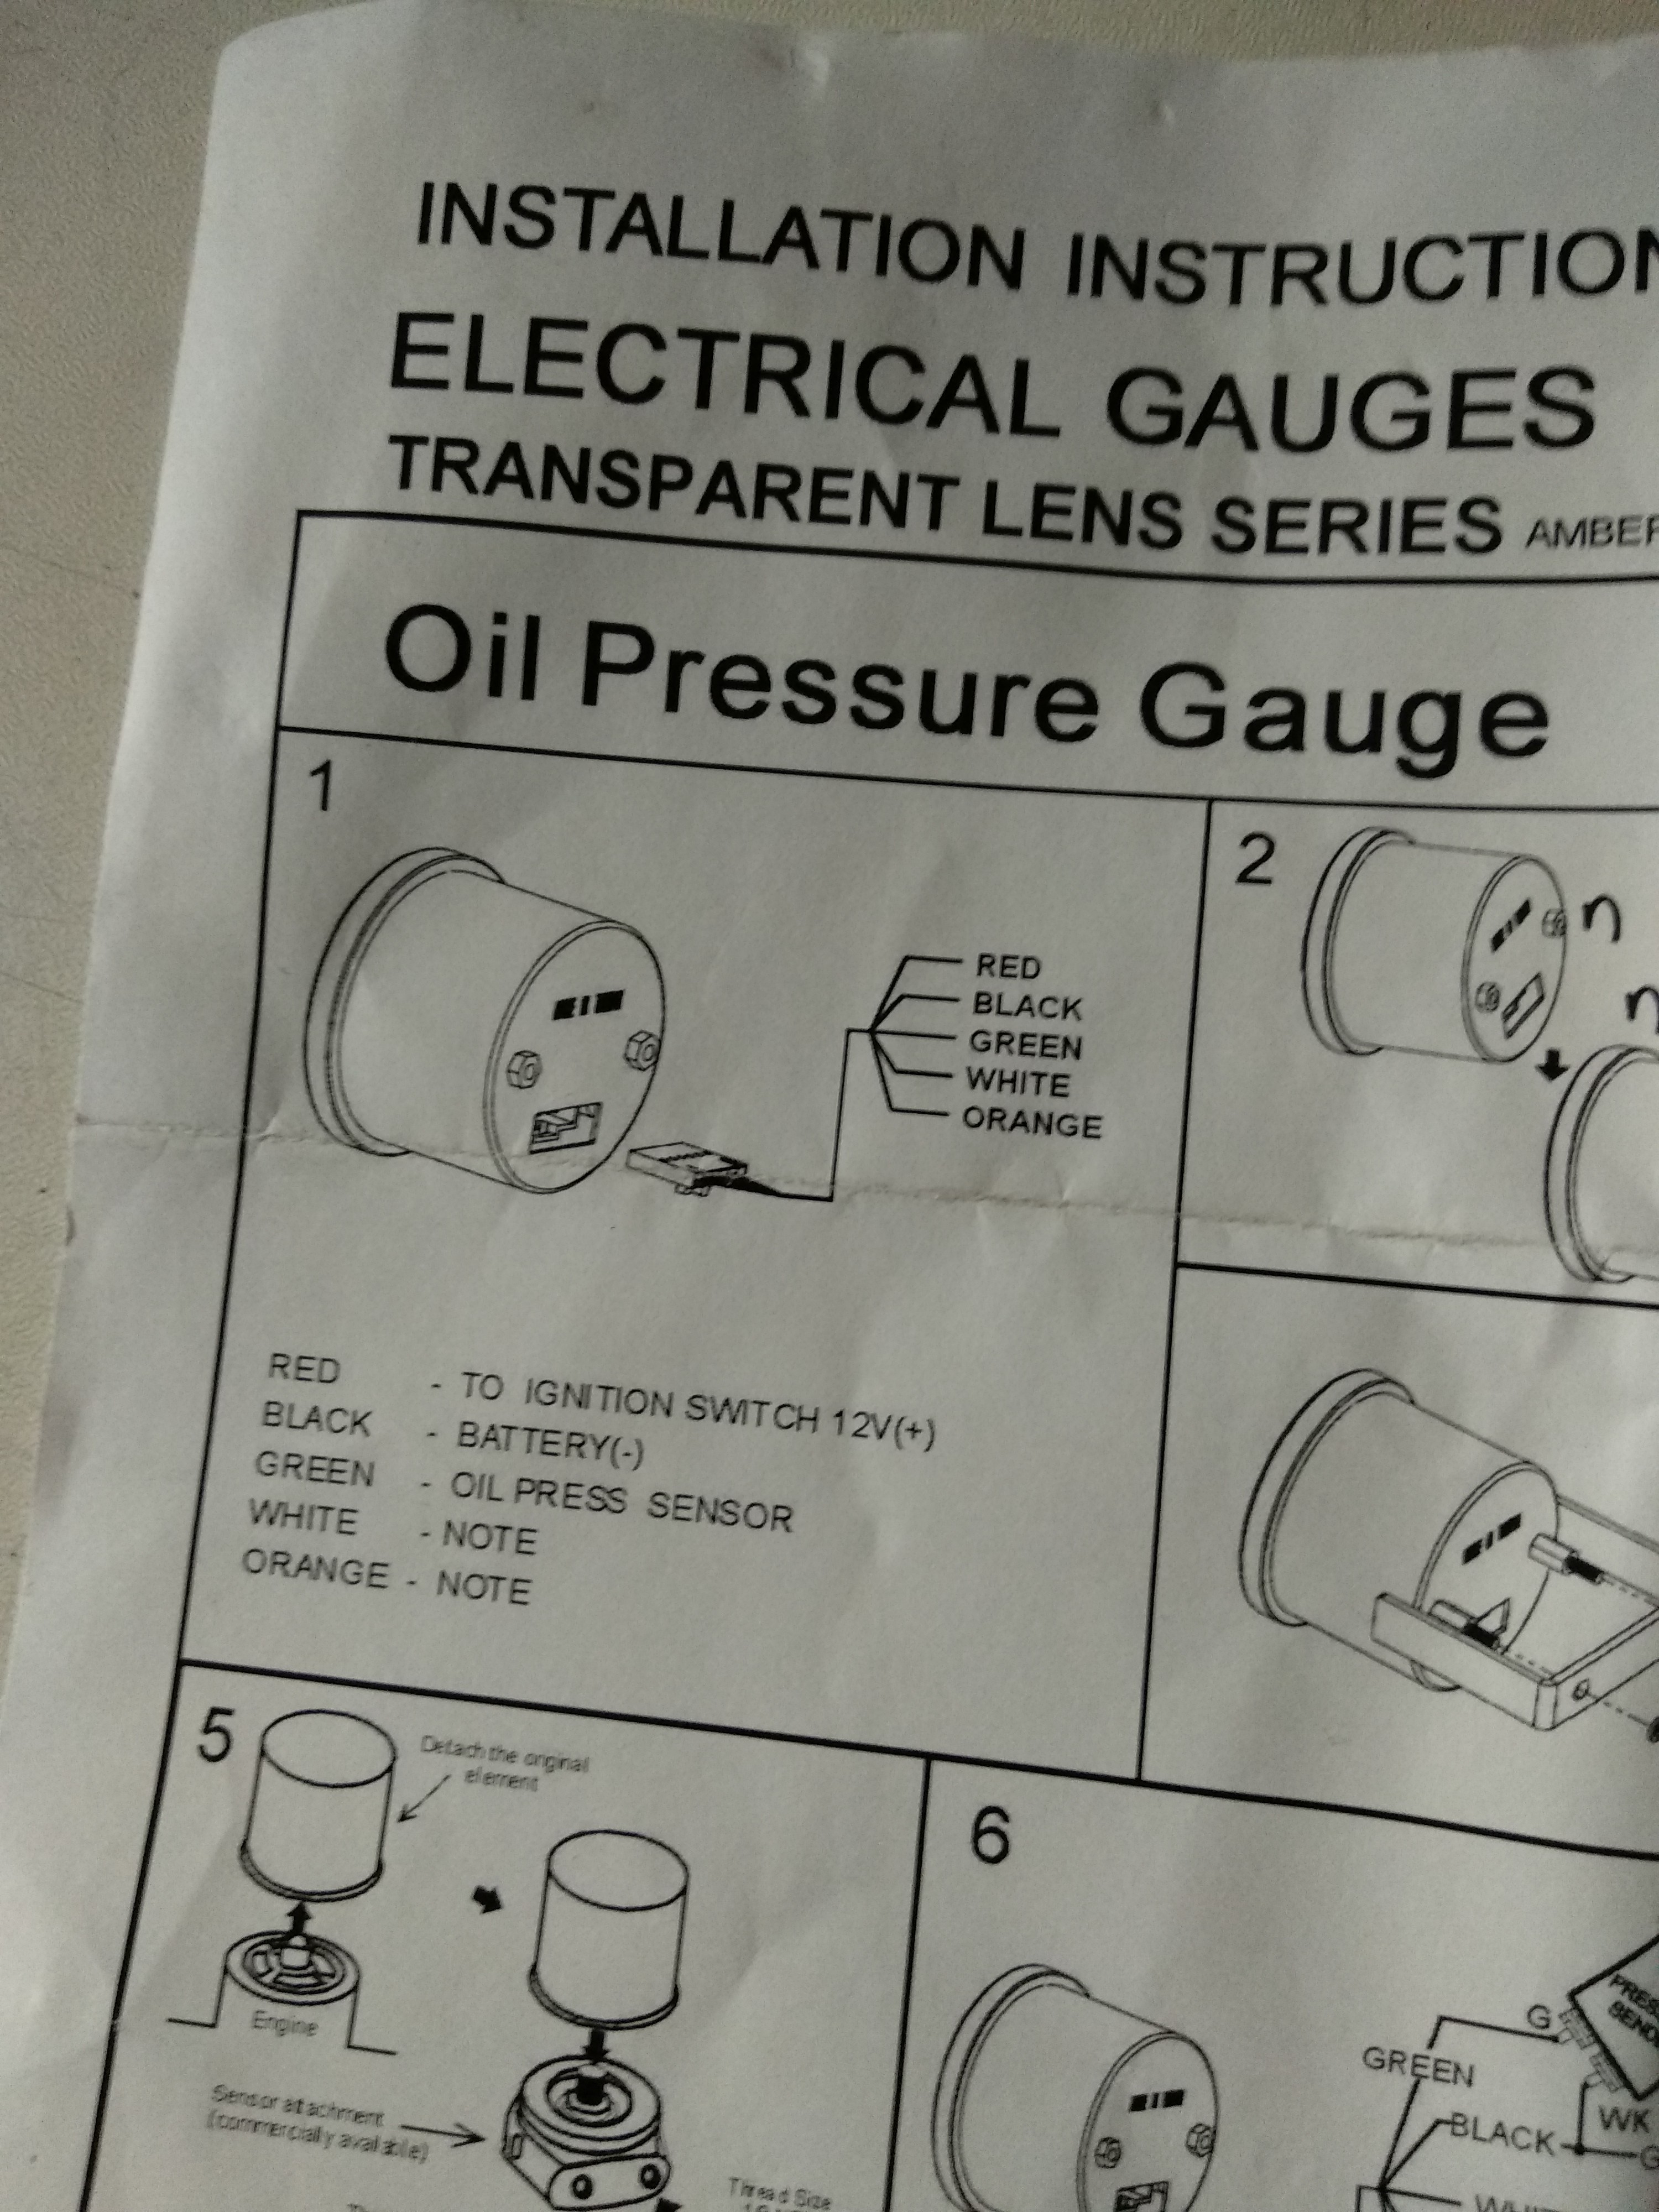 INSTALLATION INSTRUCTION
ELECTRICAL GAUGES
TRANSPARENT LENS SERIES AMBER
Oil Pressure Gauge
1
RED
BLACK
GREEN
WHITE
ORANGE
RED - TO IGNITION SWITCH 12V(+)
BLACK - BATTERY(-)
GREEN - OIL PRESS SENSOR
WHITE - NOTE
ORANGE - NOTE
2
5
Detach the original
element
Engine
Sensor attachment
(commercially available)
Thread Size
6
G
GREEN
BLACK
WK